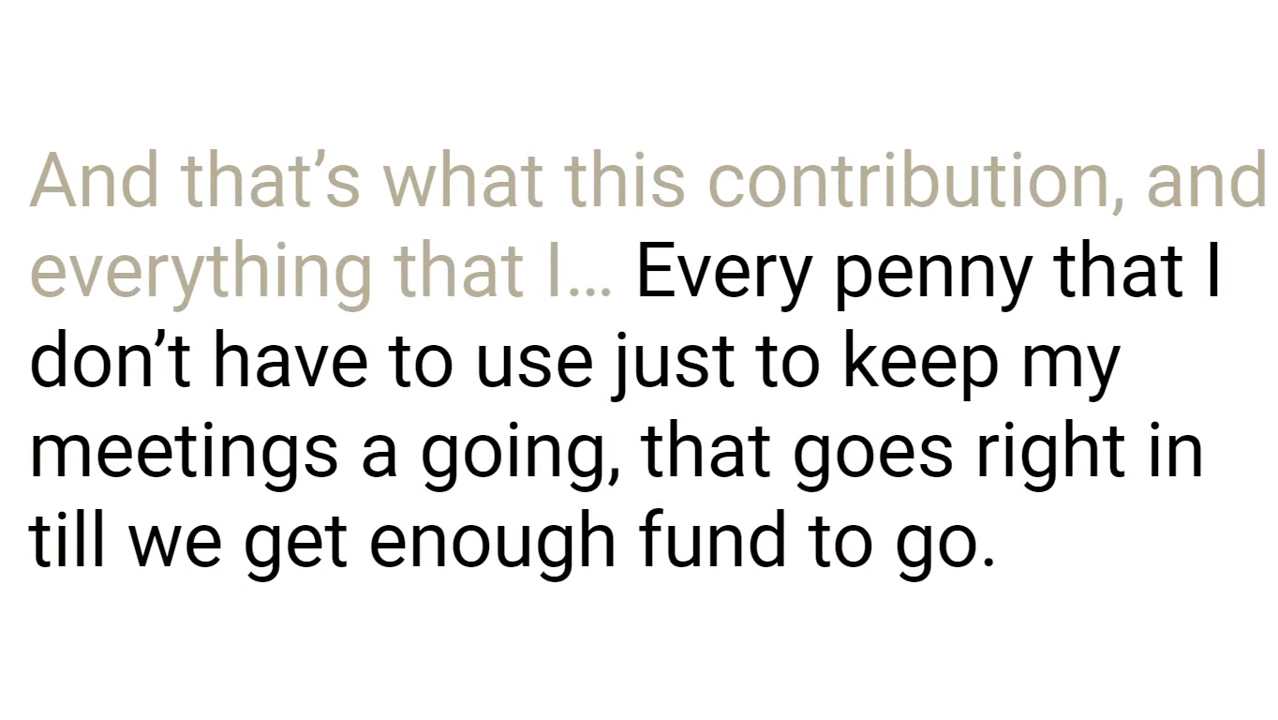 And that’s what this contribution, and
everything that I… Every penny that I
don’t have to use just to keep my
meetings a going, that goes right in
till we get enough fund to go.